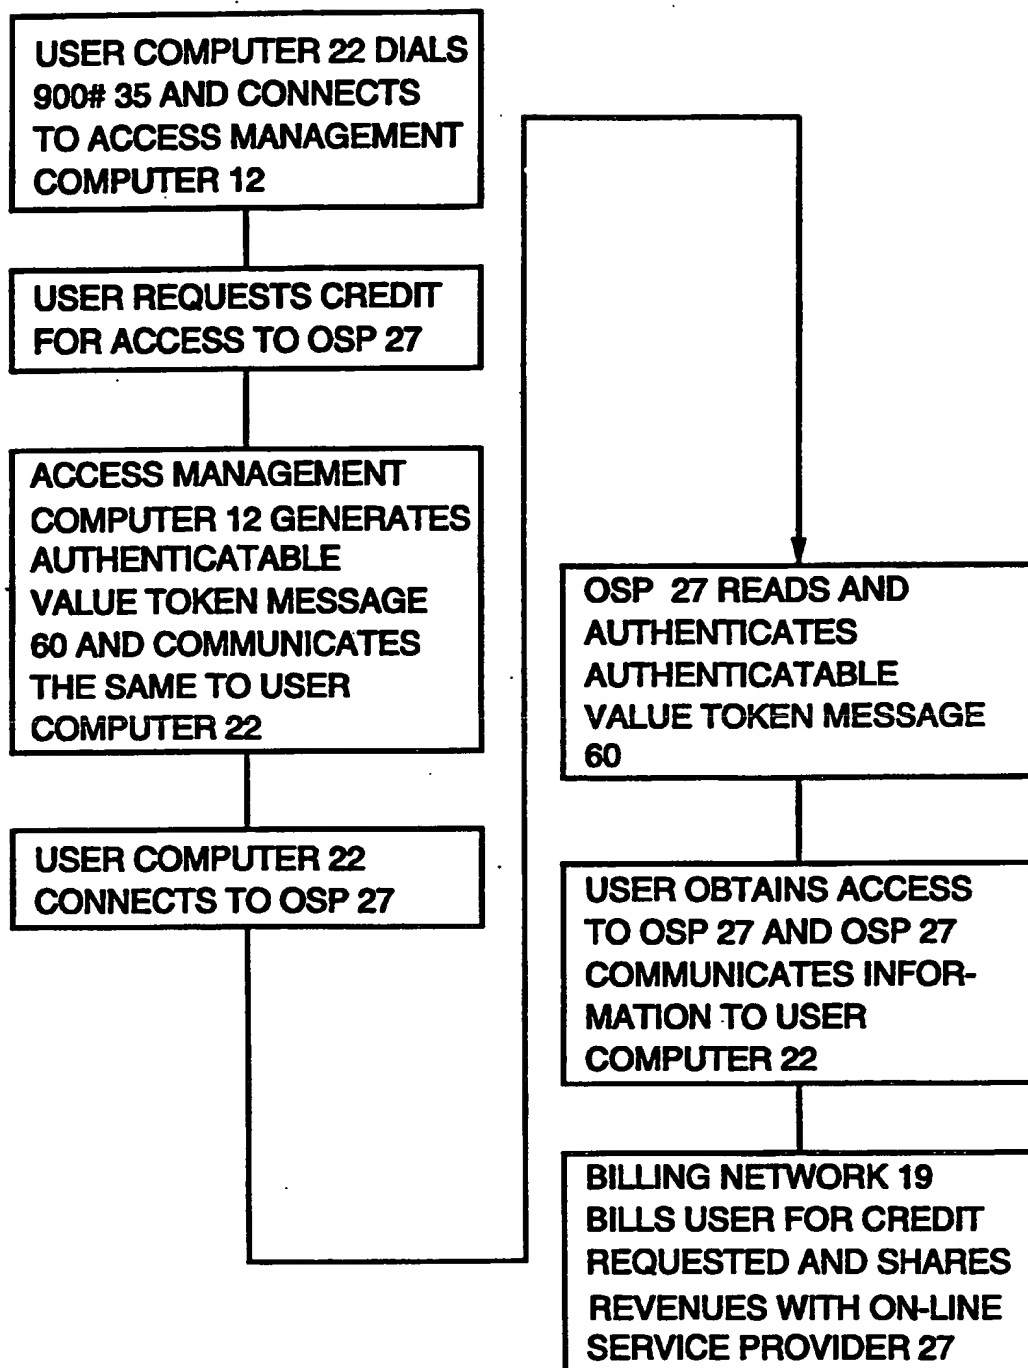 USER COMPUTER 22 DIALS
900# 35 AND CONNECTS
TO ACCESS MANAGEMENT
COMPUTER 12
USER REQUESTS CREDIT
FOR ACCESS TO OSP 27
ACCESS MANAGEMENT
COMPUTER 12 GENERATES
AUTHENTICATABLE
VALUE TOKEN MESSAGE
60 AND COMMUNICATES
THE SAME TO USER
COMPUTER 22
USER COMPUTER 22
CONNECTS TO OSP 27
OSP 27 READS AND
AUTHENTICATES
AUTHENTICATABLE
VALUE TOKEN MESSAGE
60
USER OBTAINS ACCESS
TO OSP 27 AND OSP 27
COMMUNICATES INFOR-
MATION TO USER
COMPUTER 22
BILLING NETWORK 19
BILLS USER FOR CREDIT
REQUESTED AND SHARES
REVENUES WITH ON-LINE
SERVICE PROVIDER 27